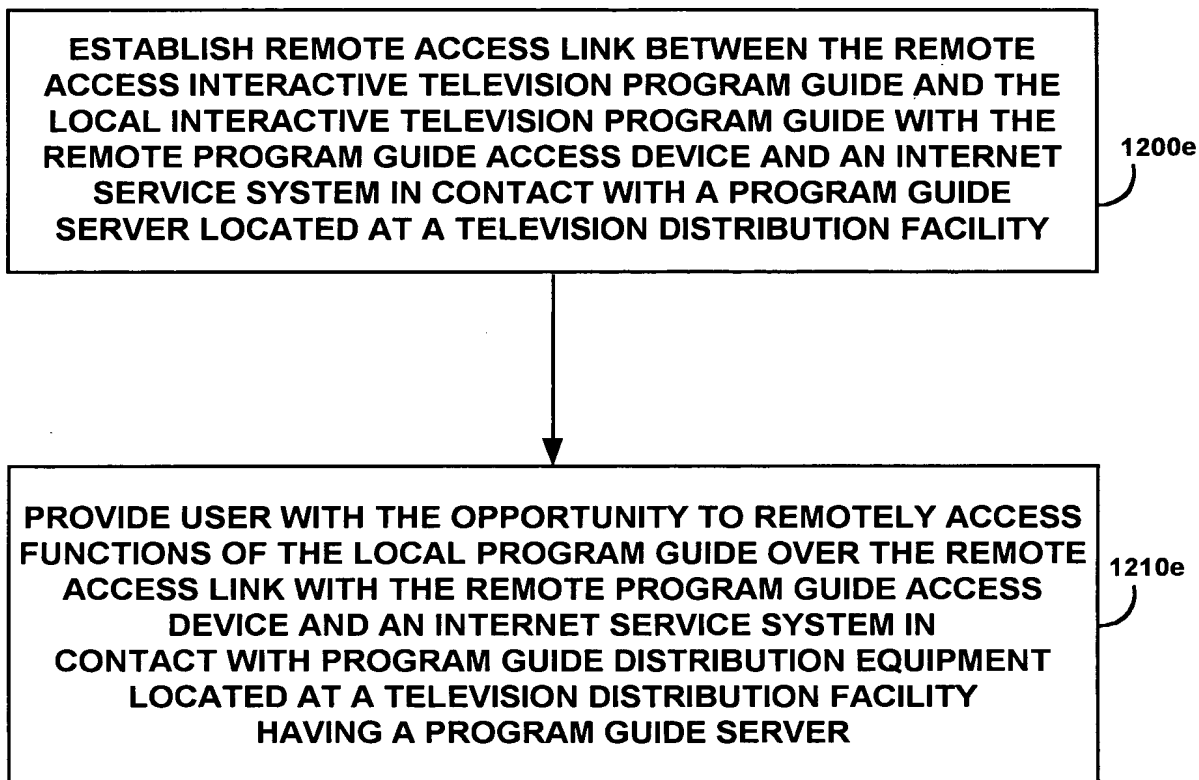 ESTABLISH REMOTE ACCESS LINK BETWEEN THE REMOTE
ACCESS INTERACTIVE TELEVISION PROGRAM GUIDE AND THE
LOCAL INTERACTIVE TELEVISION PROGRAM GUIDE WITH THE
REMOTE PROGRAM GUIDE ACCESS DEVICE AND AN INTERNET
SERVICE SYSTEM IN CONTACT WITH A PROGRAM GUIDE
SERVER LOCATED AT A TELEVISION DISTRIBUTION FACILITY
1200e
PROVIDE USER WITH THE OPPORTUNITY TO REMOTELY ACCESS
FUNCTIONS OF THE LOCAL PROGRAM GUIDE OVER THE REMOTE
ACCESS LINK WITH THE REMOTE PROGRAM GUIDE ACCESS
DEVICE AND AN INTERNET SERVICE SYSTEM IN
CONTACT WITH PROGRAM GUIDE DISTRIBUTION EQUIPMENT
LOCATED AT A TELEVISION DISTRIBUTION FACILITY
HAVING A PROGRAM GUIDE SERVER
1210e